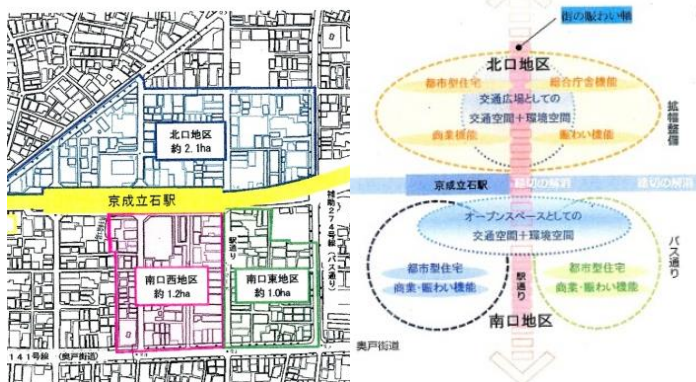 北口地区
約2.1ha
京成立石駅
駅通り
補助274号線(バス通り)
南口西地区
約1.2ha
南口東地区
約1.0ha
141号線(奥戸街道)
街の賑わい軸
北口地区
都市型住宅
総合庁舎機能
交通広場としての
交通空間+環境空間
商業機能
賑わい機能
拡幅整備
京成立石駅
踏切の解消
踏切の解消
オープンスペースとしての
交通空間+環境空間
バス通り
都市型住宅
商業・賑わい機能
駅通り
都市型住宅
商業・賑わい機能
南口地区
奥戸街道